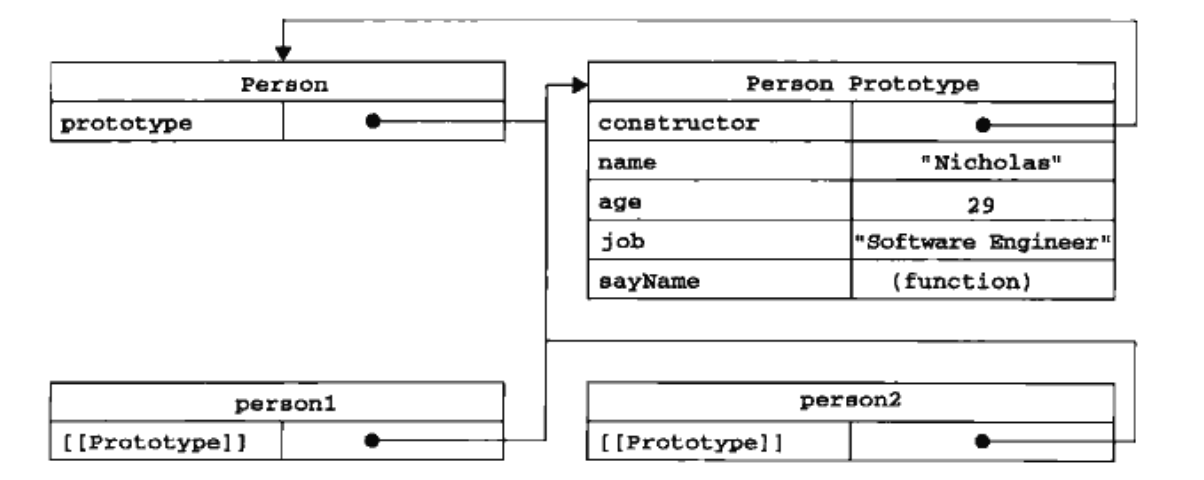 Person
prototype
Person Prototype
constructor
name "Nicholas"
age 29
job "Software Engineer"
sayName (function)
person1
[[Prototype]]
person2
[[Prototype]]